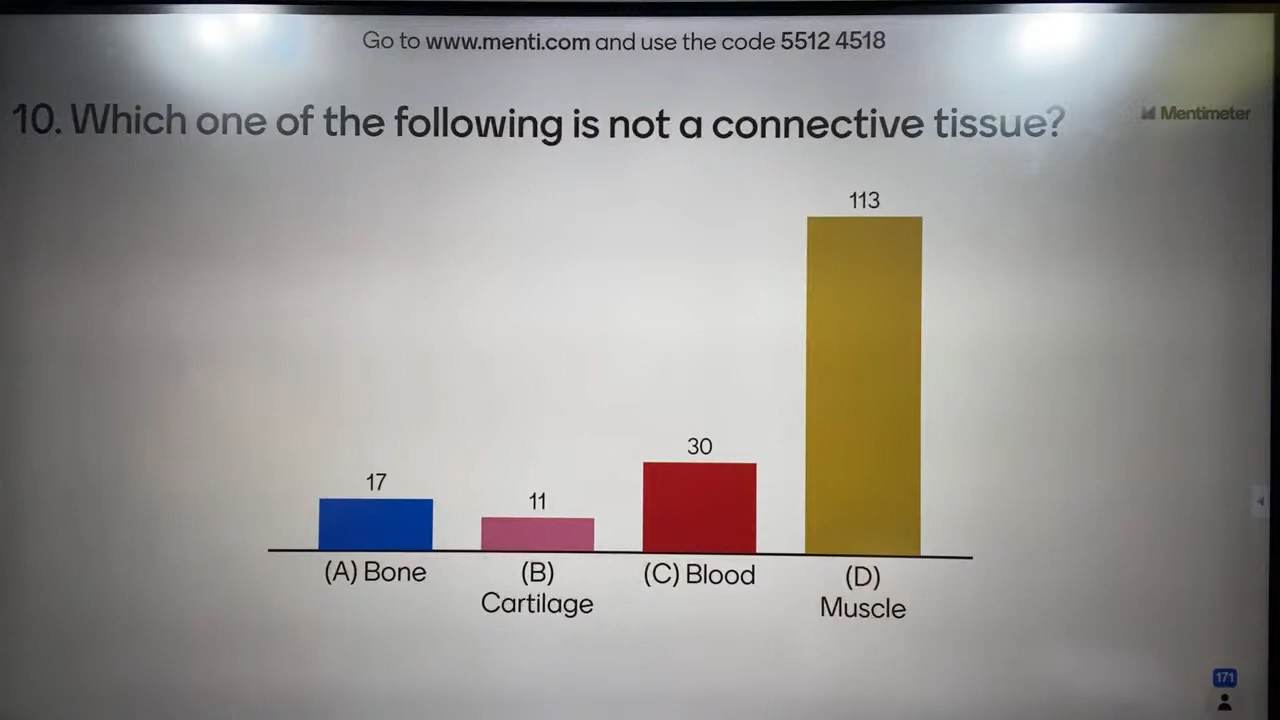 Go to www.menti.com and use the code 5512 4518
10. Which one of the following is not a connective tissue?
Mentimeter
113
30
17
11
(A) Bone
(B)
Cartilage
(C) Blood
(D)
Muscle
171